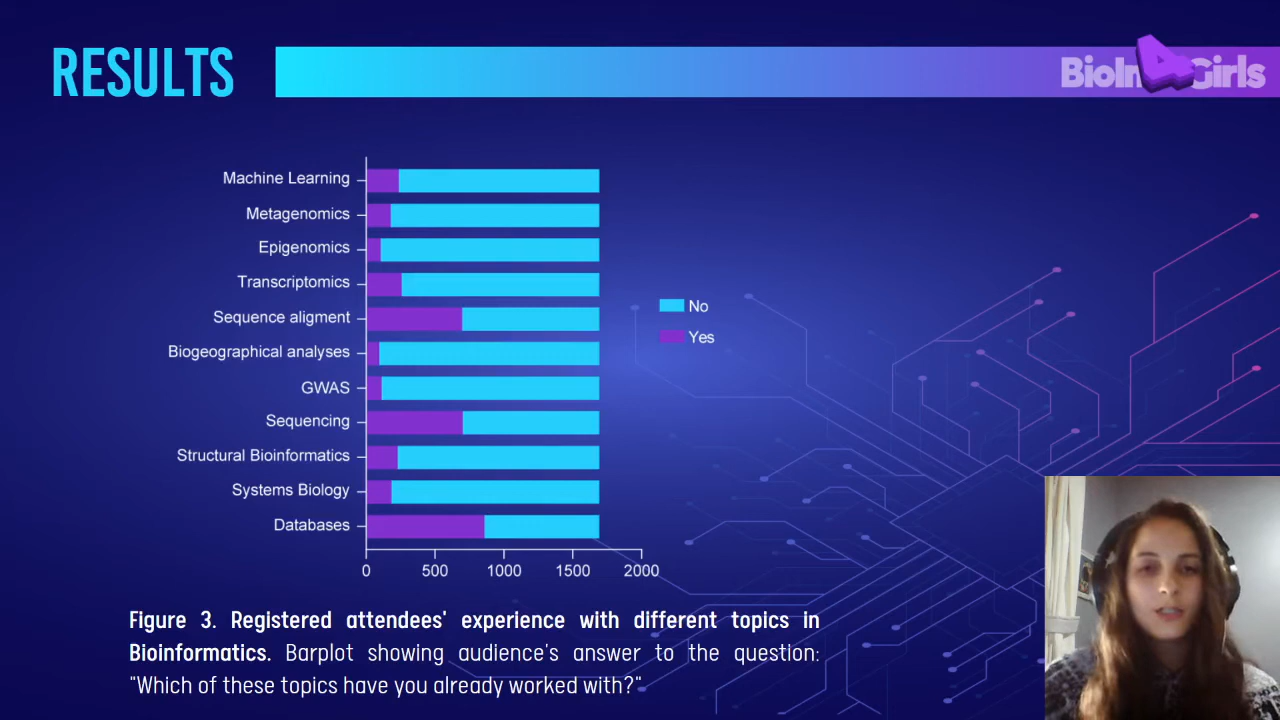 RESULTS
BioIn4Girls
Machine Learning
Metagenomics
Epigenomics
Transcriptomics
Sequence aligment
Biogeographical analyses
GWAS
Sequencing
Structural Bioinformatics
Systems Biology
Databases
0 500 1000 1500 2000
No
Yes
Figure 3. Registered attendees' experience with different topics in
Bioinformatics. Barplot showing audience's answer to the question:
"Which of these topics have you already worked with?"